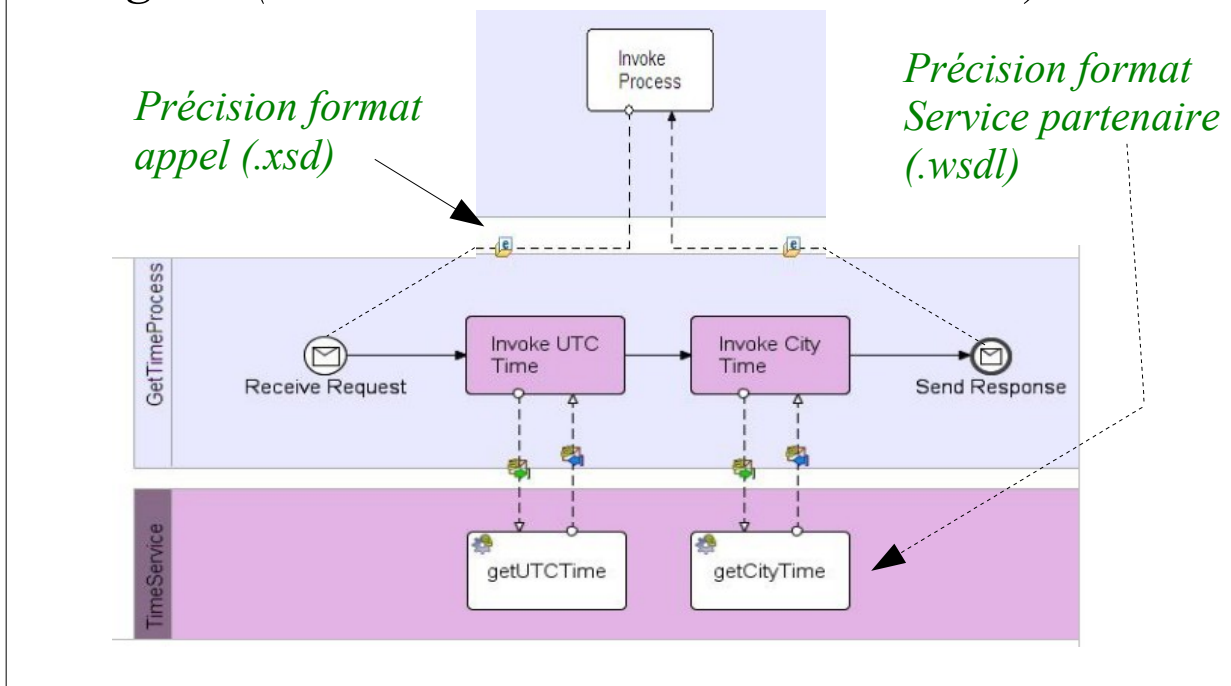 Invoke
Process
Précision format
appel (.xsd)
Précision format
Service partenaire
(.wsdl)
e
e
GetTimeProcess
Receive Request
Invoke UTC
Time
Invoke City
Time
Send Response
TimeService
getUTCTime
getCityTime